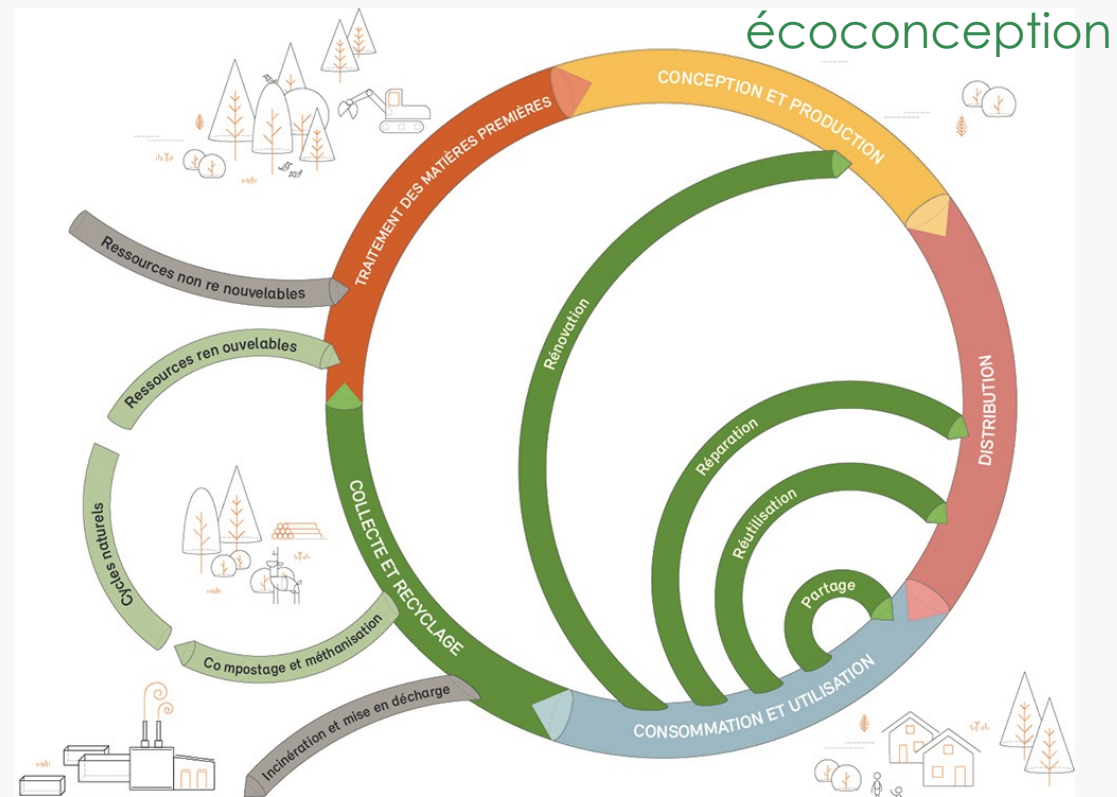 écoconception
CONCEPTION ET PRODUCTION
TRAITEMENT DES MATIÈRES PREMIÈRES
Ressources non re nouvelables
Ressources ren ouvelables
Rénovation
DISTRIBUTION
Réparation
Réutilisation
Cycles naturels
COLLECTE ET RECYCLAGE
Partage
Co mpostage et méthanisation
CONSOMMATION ET UTILISATION
Incinération et mise en décharge